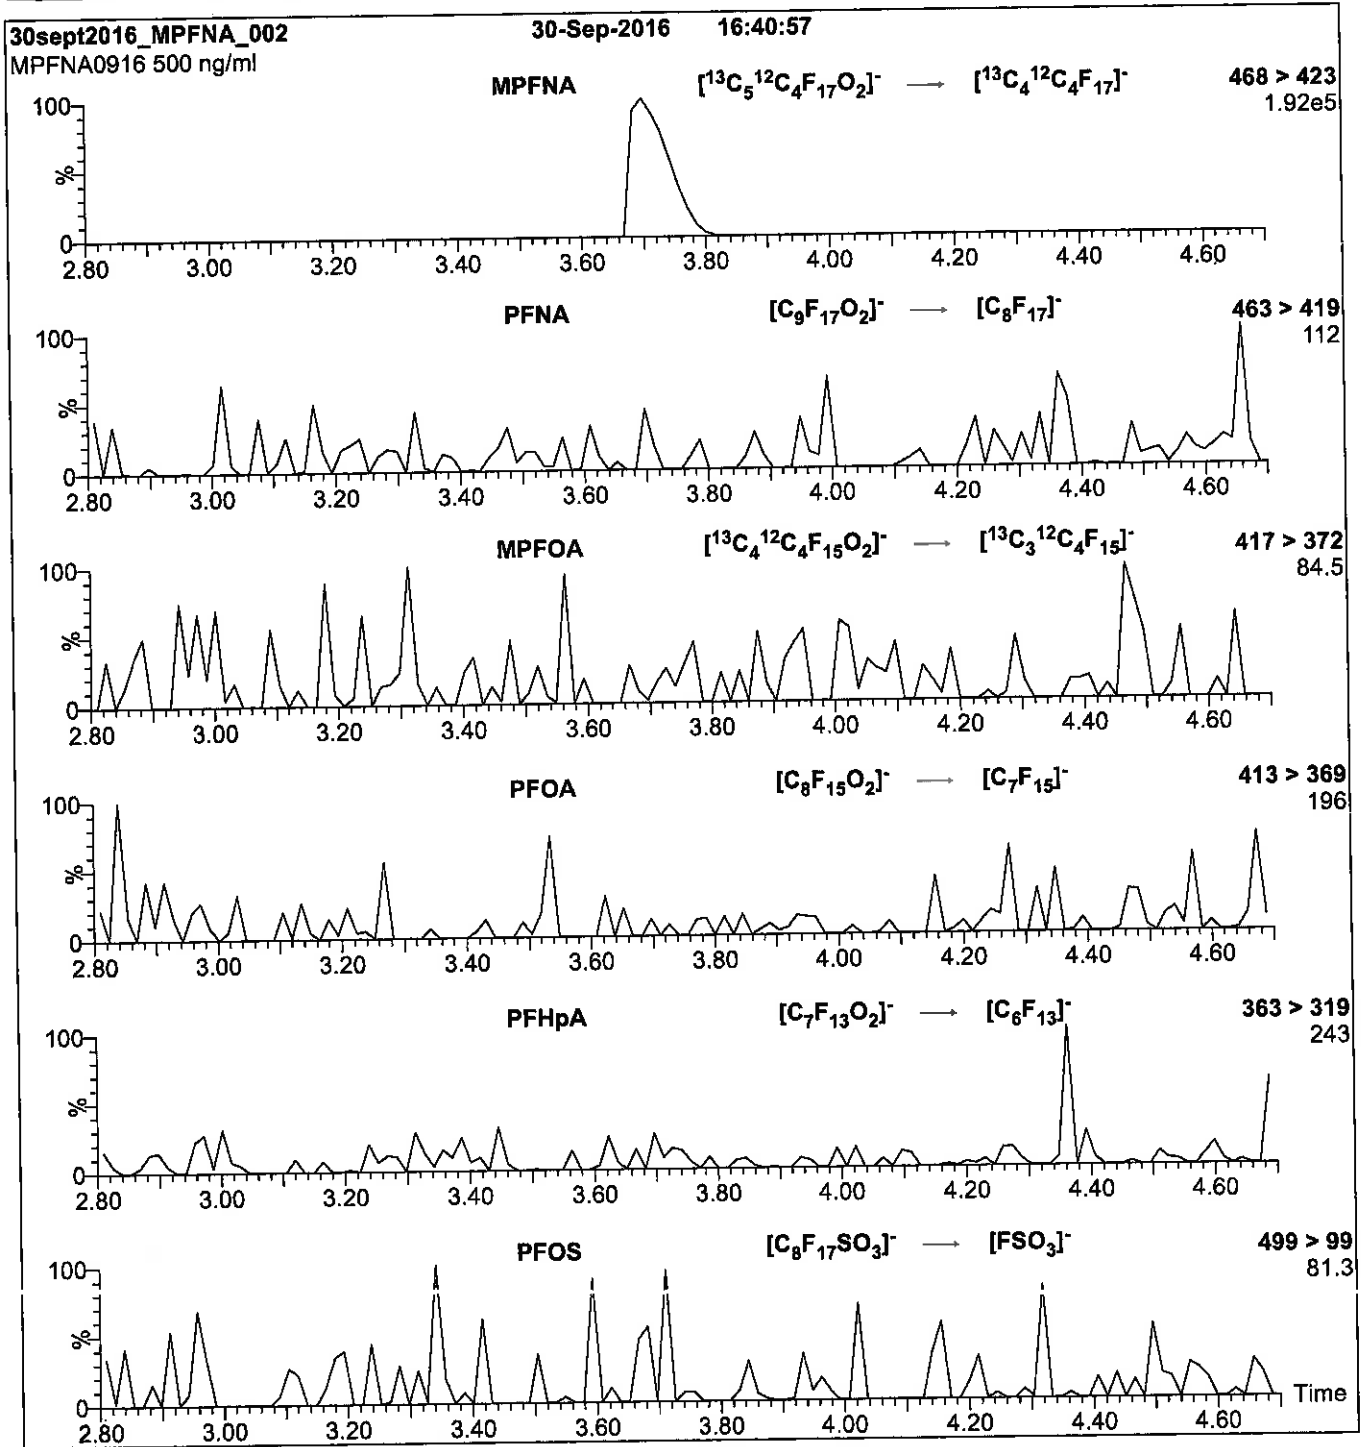 30sept2016_MPFNA_002 30-Sep-2016 16:40:57
MPFNA0916 500 ng/ml
MPFNA [¹³C₅¹²C₄F₁₇O₂]⁻ → [¹³C₄¹²C₄F₁₇]⁻ 468 > 423
1.92e5
100
%
0
2.80 3.00 3.20 3.40 3.60 3.80 4.00 4.20 4.40 4.60
PFNA [C₉F₁₇O₂]⁻ → [C₈F₁₇]⁻ 463 > 419
112
100
%
0
2.80 3.00 3.20 3.40 3.60 3.80 4.00 4.20 4.40 4.60
MPFOA [¹³C₄¹²C₄F₁₅O₂]⁻ → [¹³C₃¹²C₄F₁₅]⁻ 417 > 372
84.5
100
%
0
2.80 3.00 3.20 3.40 3.60 3.80 4.00 4.20 4.40 4.60
PFOA [C₈F₁₅O₂]⁻ → [C₇F₁₅]⁻ 413 > 369
196
100
%
0
2.80 3.00 3.20 3.40 3.60 3.80 4.00 4.20 4.40 4.60
PFHpA [C₇F₁₃O₂]⁻ → [C₆F₁₃]⁻ 363 > 319
243
100
%
0
2.80 3.00 3.20 3.40 3.60 3.80 4.00 4.20 4.40 4.60
PFOS [C₈F₁₇SO₃]⁻ → [FSO₃]⁻ 499 > 99
81.3
100
%
0
Time
2.80 3.00 3.20 3.40 3.60 3.80 4.00 4.20 4.40 4.60